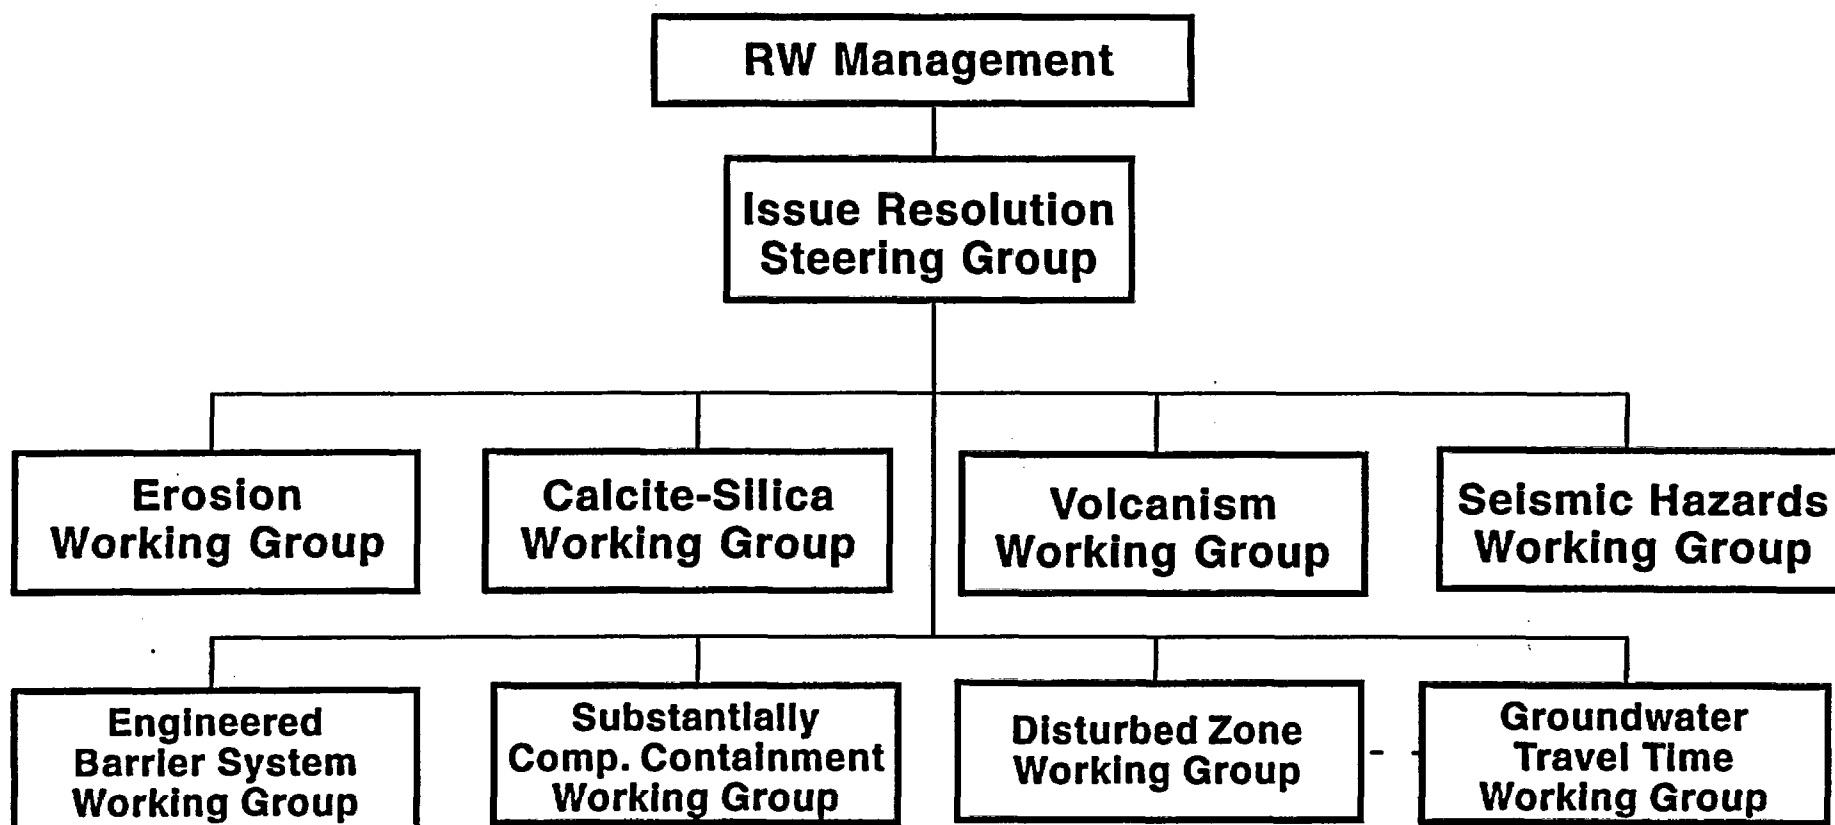 RW Management
Issue Resolution
Steering Group
Erosion
Working Group
Calcite-Silica
Working Group
Volcanism
Working Group
Seismic Hazards
Working Group
Engineered
Barrier System
Working Group
Substantially
Comp. Containment
Working Group
Disturbed Zone
Working Group
Groundwater
Travel Time
Working Group